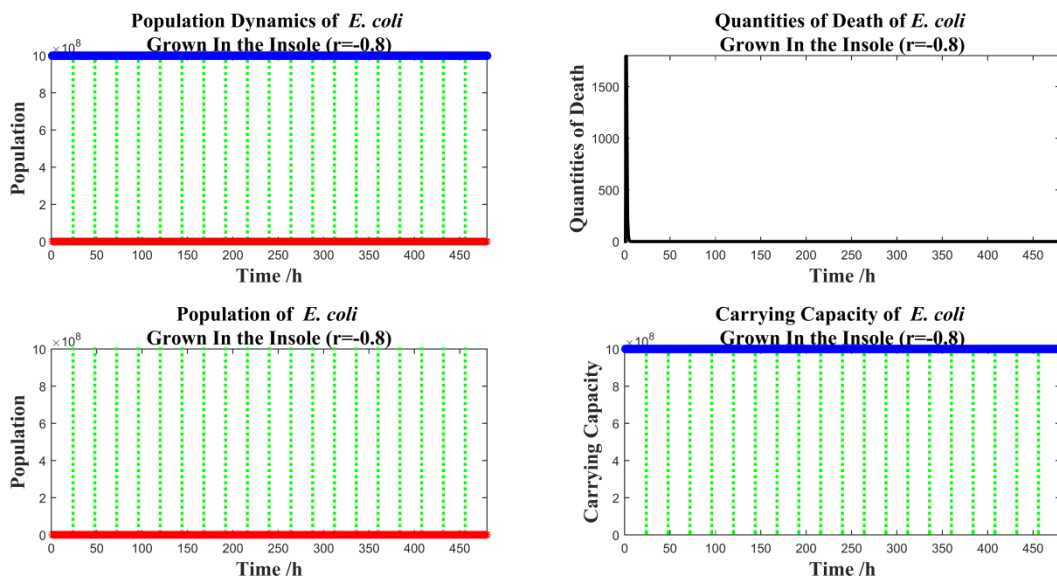 Population Dynamics of E. coli
Grown In the Insole (r=-0.8)
×10^8
10
8
6
4
2
0
Population
0 50 100 150 200 250 300 350 400 450
Time /h
Quantities of Death of E. coli
Grown In the Insole (r=-0.8)
1500
1000
500
0
Quantities of Death
0 50 100 150 200 250 300 350 400 450
Time /h
Population of E. coli
Grown In the Insole (r=-0.8)
×10^8
10
8
6
4
2
0
Population
0 50 100 150 200 250 300 350 400 450
Time /h
Carrying Capacity of E. coli
Grown In the Insole (r=-0.8)
×10^8
10
8
6
4
2
0
Carrying Capacity
0 50 100 150 200 250 300 350 400 450
Time /h